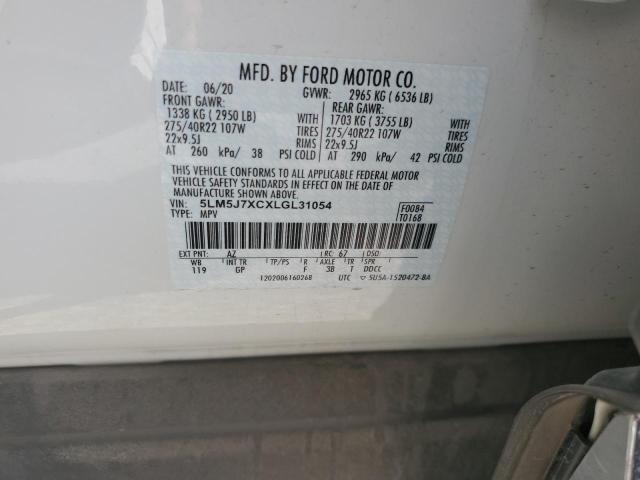 MFD. BY FORD MOTOR CO.
DATE: 06/20 GVWR: 2965 KG ( 6536 LB)
FRONT GAWR: REAR GAWR:
1338 KG ( 2950 LB) WITH 1703 KG ( 3755 LB) WITH
275/40R22 107W TIRES 275/40R22 107W TIRES
22x9.5J RIMS 22x9.5J RIMS
AT 260 kPa/ 38 PSI COLD AT 290 kPa/ 42 PSI COLD
THIS VEHICLE CONFORMS TO ALL APPLICABLE FEDERAL MOTOR
VEHICLE SAFETY STANDARDS IN EFFECT ON THE DATE OF MANUFACTURE
SHOWN ABOVE.
VIN: 5LM5J7XCXLGL31054 F0084
TYPE: MPV T0168
EXT PNT: AZ RC: 67 DSO:
WB INT TR TP/PS R AXLE TR SPR
119 GP F 3B T DDCC
1202006160268 UTC 5U5A-1520472-BA